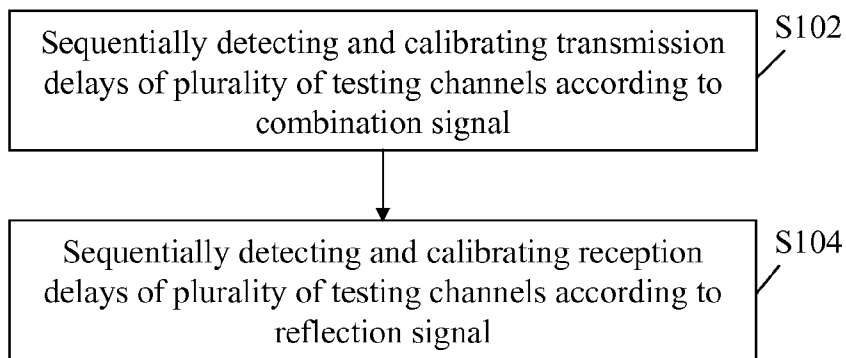 Sequentially detecting and calibrating transmission
delays of plurality of testing channels according to
combination signal
S102
Sequentially detecting and calibrating reception
delays of plurality of testing channels according to
reflection signal
S104